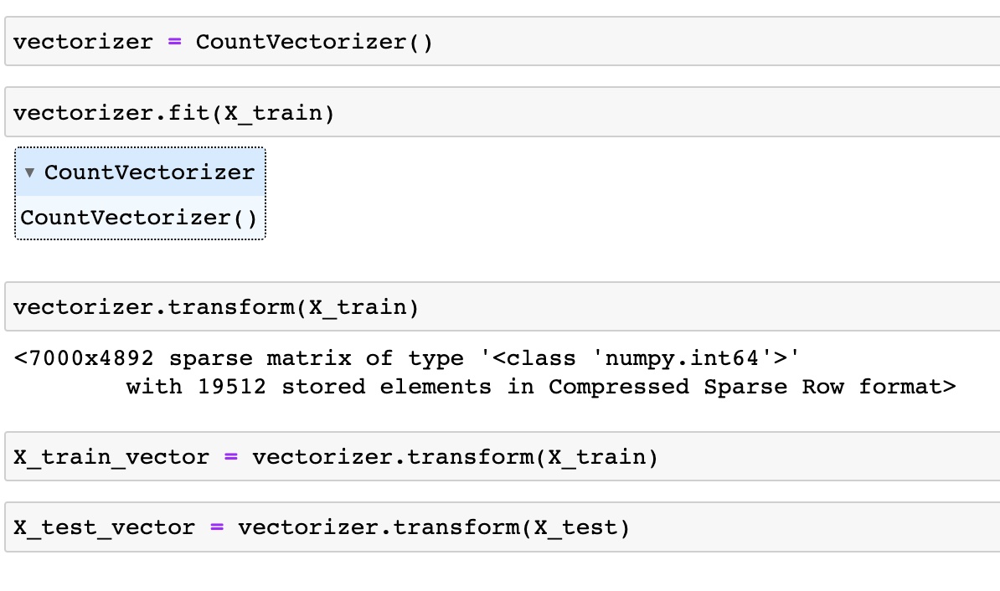 vectorizer = CountVectorizer()
vectorizer.fit(X_train)
▼ CountVectorizer
CountVectorizer()
vectorizer.transform(X_train)
<7000x4892 sparse matrix of type '<class 'numpy.int64'>'
with 19512 stored elements in Compressed Sparse Row format>
X_train_vector = vectorizer.transform(X_train)
X_test_vector = vectorizer.transform(X_test)